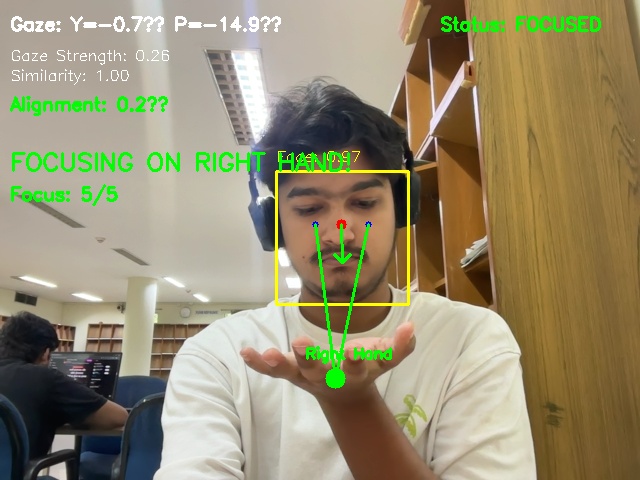 Gaze: Y=-0.7?? P=-14.9??
Status: FOCUSED
Gaze Strength: 0.26
Similarity: 1.00
Alignment: 0.2??
FOCUSING ON RIGHT HAND!
Focus: 5/5
Right Hand